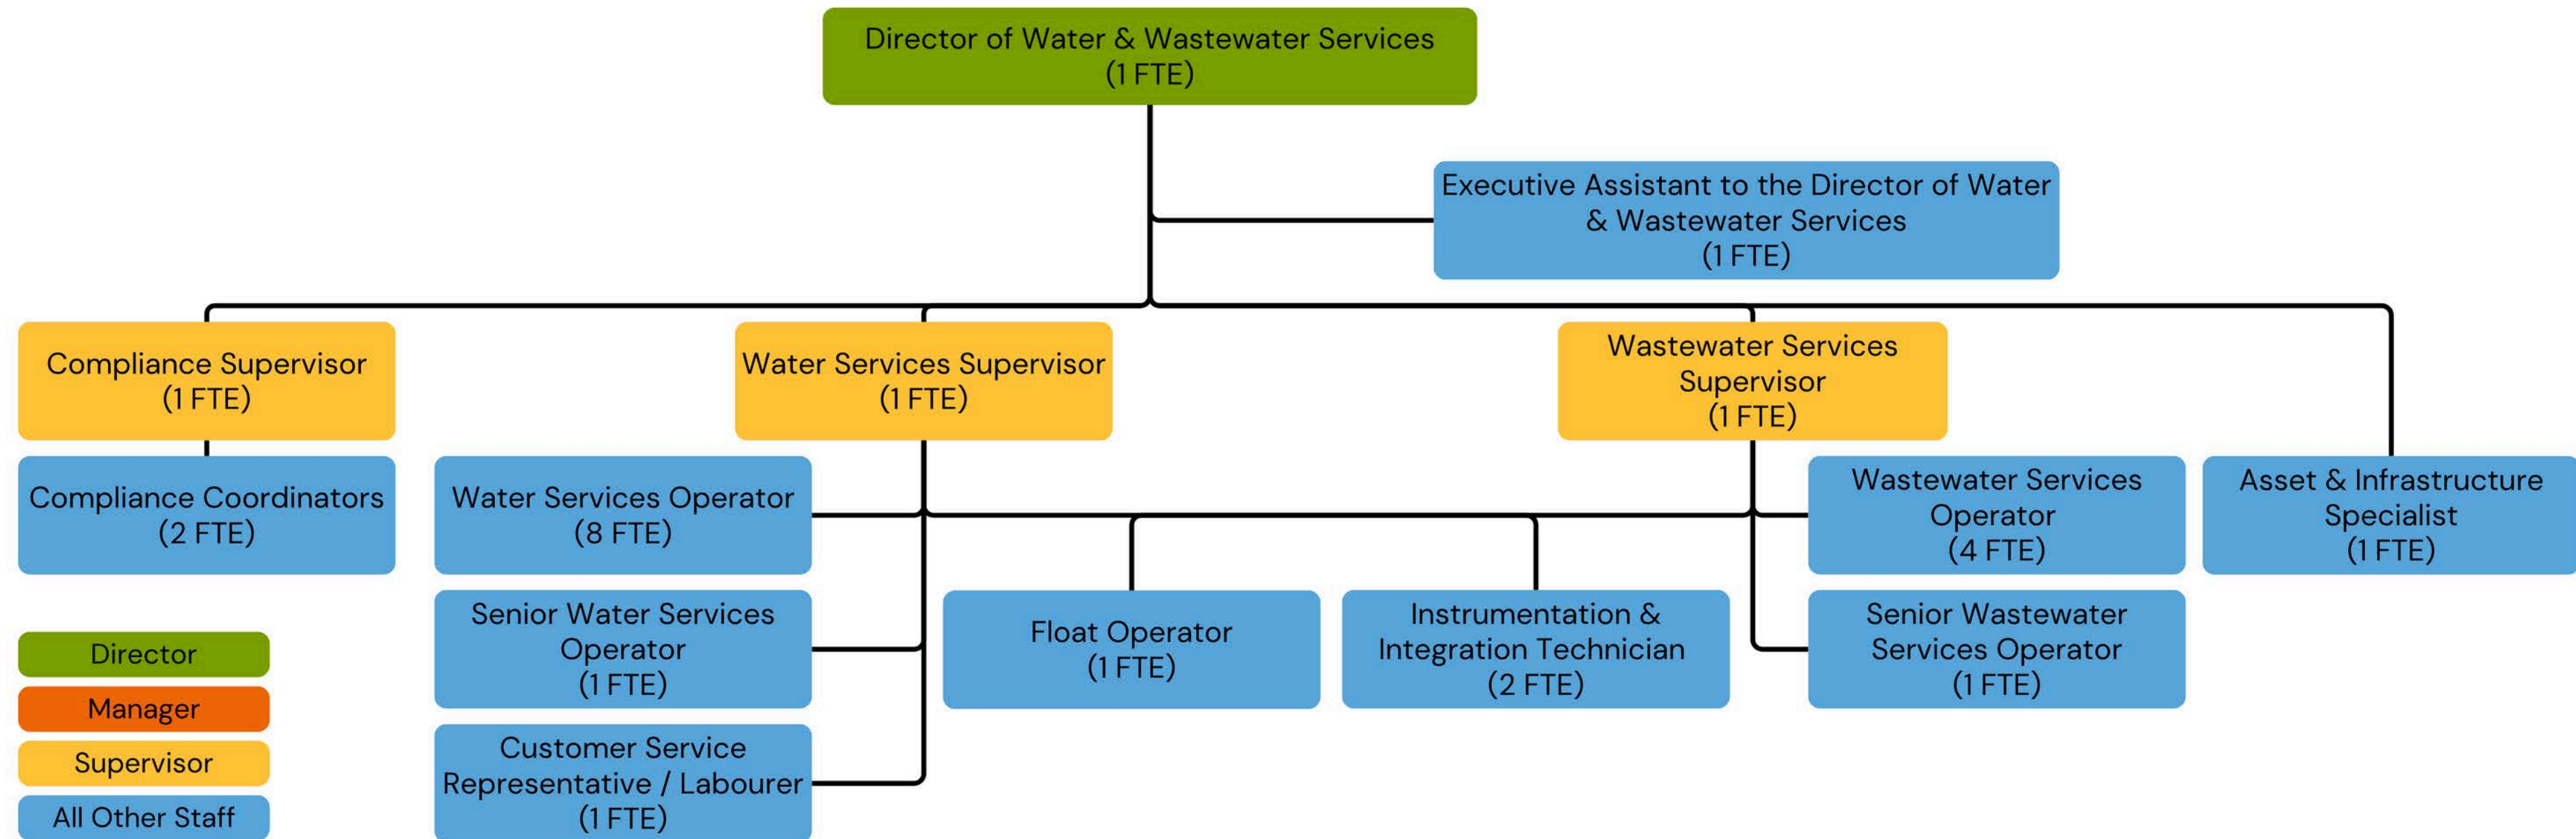 Director of Water & Wastewater Services
(1 FTE)
Executive Assistant to the Director of Water
& Wastewater Services
(1 FTE)
Compliance Supervisor
(1 FTE)
Water Services Supervisor
(1 FTE)
Wastewater Services
Supervisor
(1 FTE)
Compliance Coordinators
(2 FTE)
Water Services Operator
(8 FTE)
Wastewater Services
Operator
(4 FTE)
Asset & Infrastructure
Specialist
(1 FTE)
Senior Water Services
Operator
(1 FTE)
Float Operator
(1 FTE)
Instrumentation &
Integration Technician
(2 FTE)
Senior Wastewater
Services Operator
(1 FTE)
Customer Service
Representative / Labourer
(1 FTE)
Director
Manager
Supervisor
All Other Staff